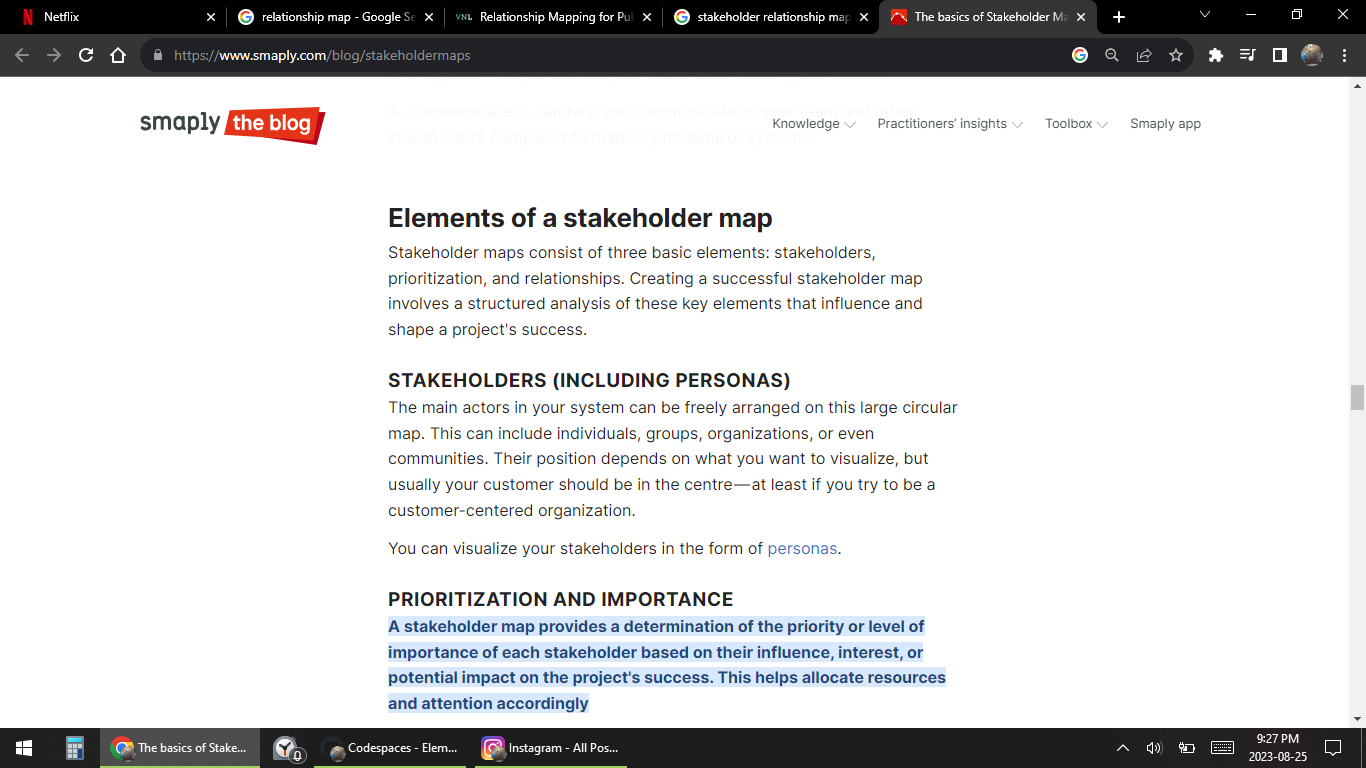 Netflix
relationship map - Google Se
VNL
Relationship Mapping for Pul
stakeholder relationship map
The basics of Stakeholder Ma
https://www.smaply.com/blog/stakeholdermaps
smaply the blog
Knowledge
Practitioners’ insights
Toolbox
Smaply app
4. Communicate: It can help you communicate to your team and other
stakeholders complex information, problems or systems.
Elements of a stakeholder map
Stakeholder maps consist of three basic elements: stakeholders,
prioritization, and relationships. Creating a successful stakeholder map
involves a structured analysis of these key elements that influence and
shape a project's success.
STAKEHOLDERS (INCLUDING PERSONAS)
The main actors in your system can be freely arranged on this large circular
map. This can include individuals, groups, organizations, or even
communities. Their position depends on what you want to visualize, but
usually your customer should be in the centre—at least if you try to be a
customer-centered organization.
You can visualize your stakeholders in the form of personas.
PRIORITIZATION AND IMPORTANCE
A stakeholder map provides a determination of the priority or level of
importance of each stakeholder based on their influence, interest, or
potential impact on the project's success. This helps allocate resources
and attention accordingly
The basics of Stake...
Codespaces - Elem...
Instagram - All Pos...
9:27 PM
2023-08-25